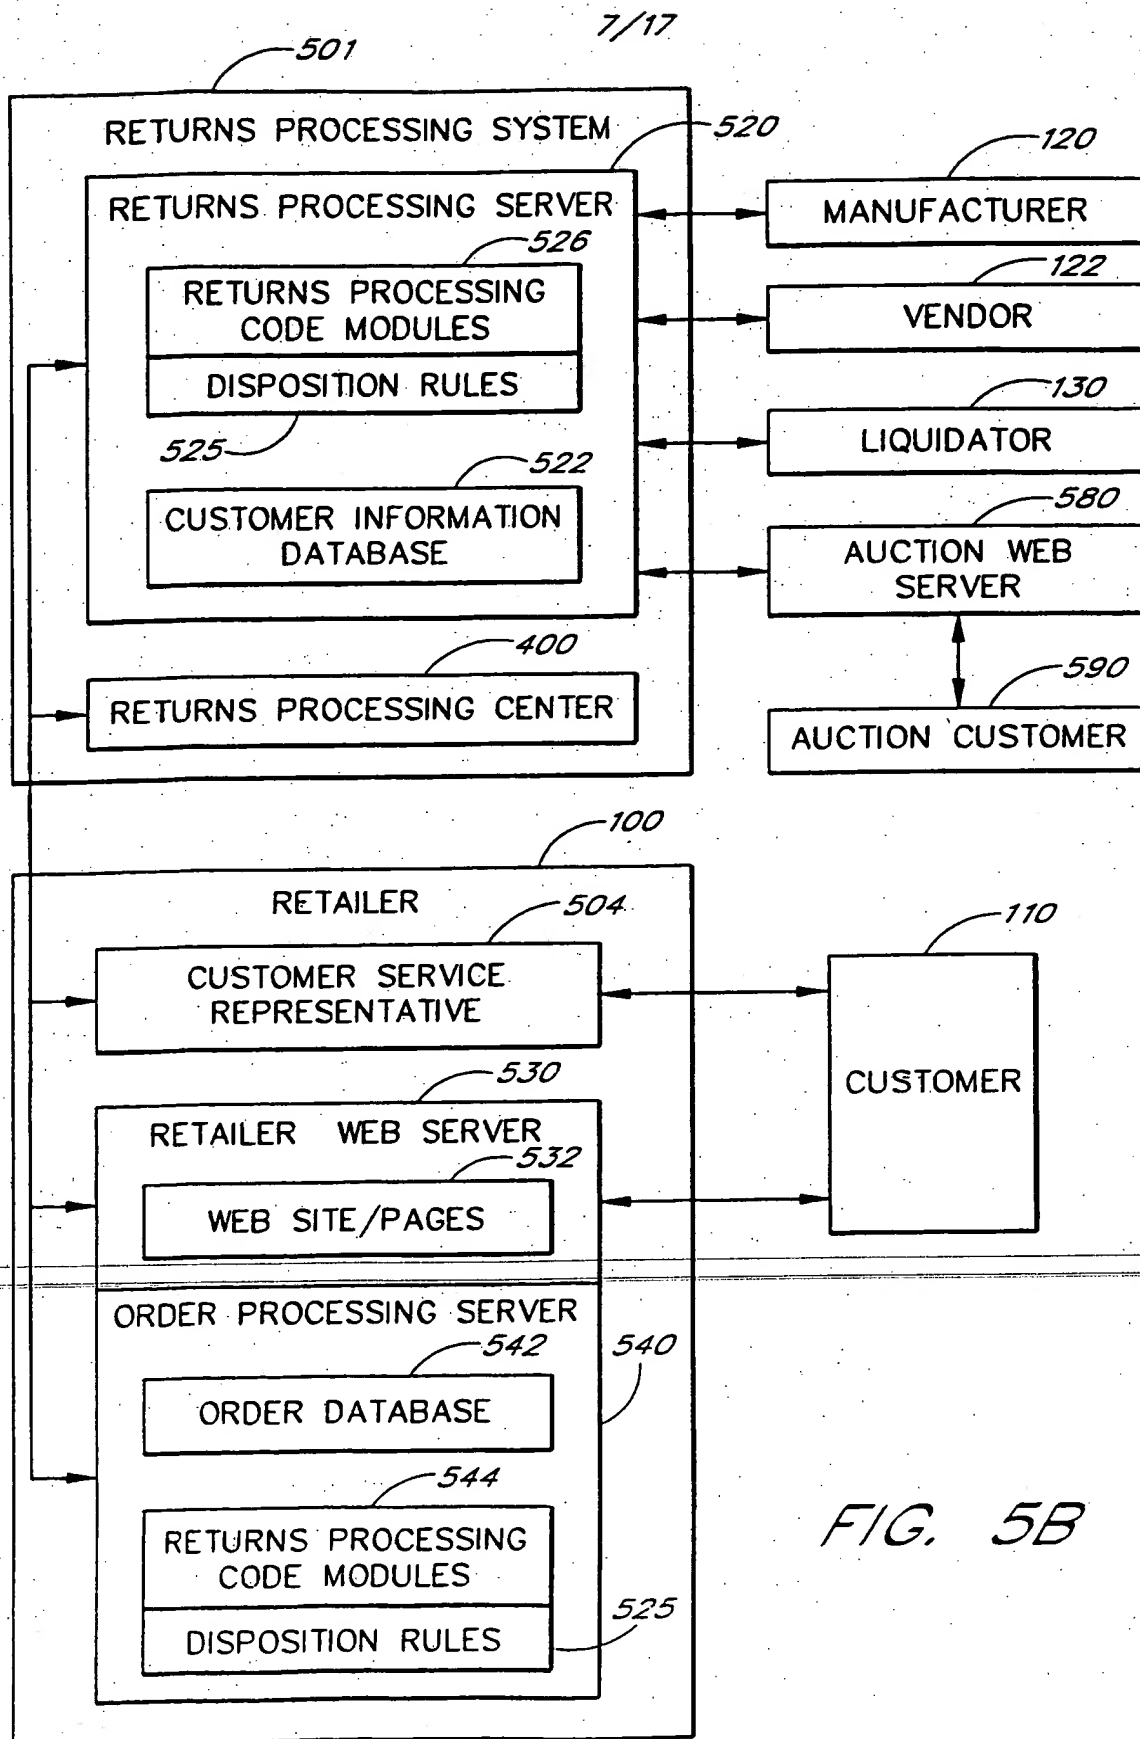 7/17
501
RETURNS PROCESSING SYSTEM
520
RETURNS PROCESSING SERVER
526
RETURNS PROCESSING
CODE MODULES
DISPOSITION RULES
525
522
CUSTOMER INFORMATION
DATABASE
400
RETURNS PROCESSING CENTER
120
MANUFACTURER
122
VENDOR
130
LIQUIDATOR
580
AUCTION WEB
SERVER
590
AUCTION CUSTOMER
100
RETAILER
504
CUSTOMER SERVICE
REPRESENTATIVE
110
CUSTOMER
530
RETAILER WEB SERVER
532
WEB SITE/PAGES
ORDER PROCESSING SERVER
542
540
ORDER DATABASE
544
RETURNS PROCESSING
CODE MODULES
525
DISPOSITION RULES
FIG. 5B